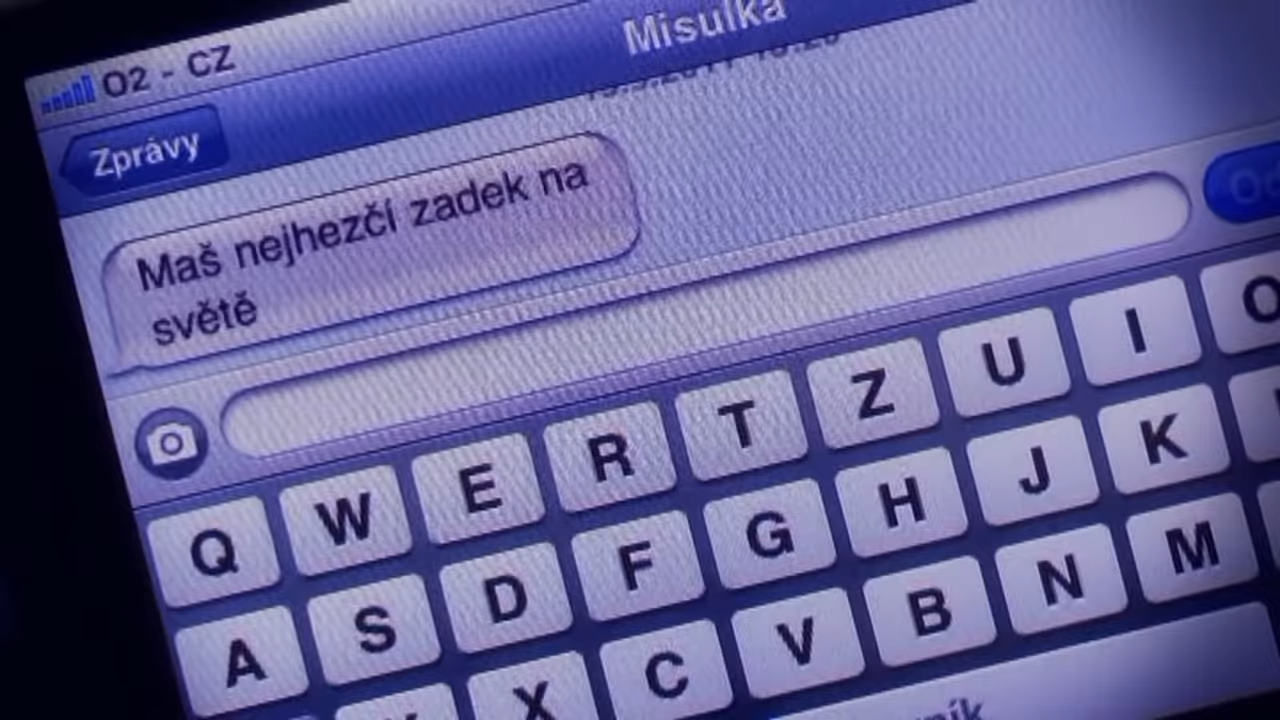 O2 - CZ
Misulka
Zprávy
Maš nejhezčí zadek na
světě
Q W E R T Z U I O
A S D F G H J K
X C V B N M